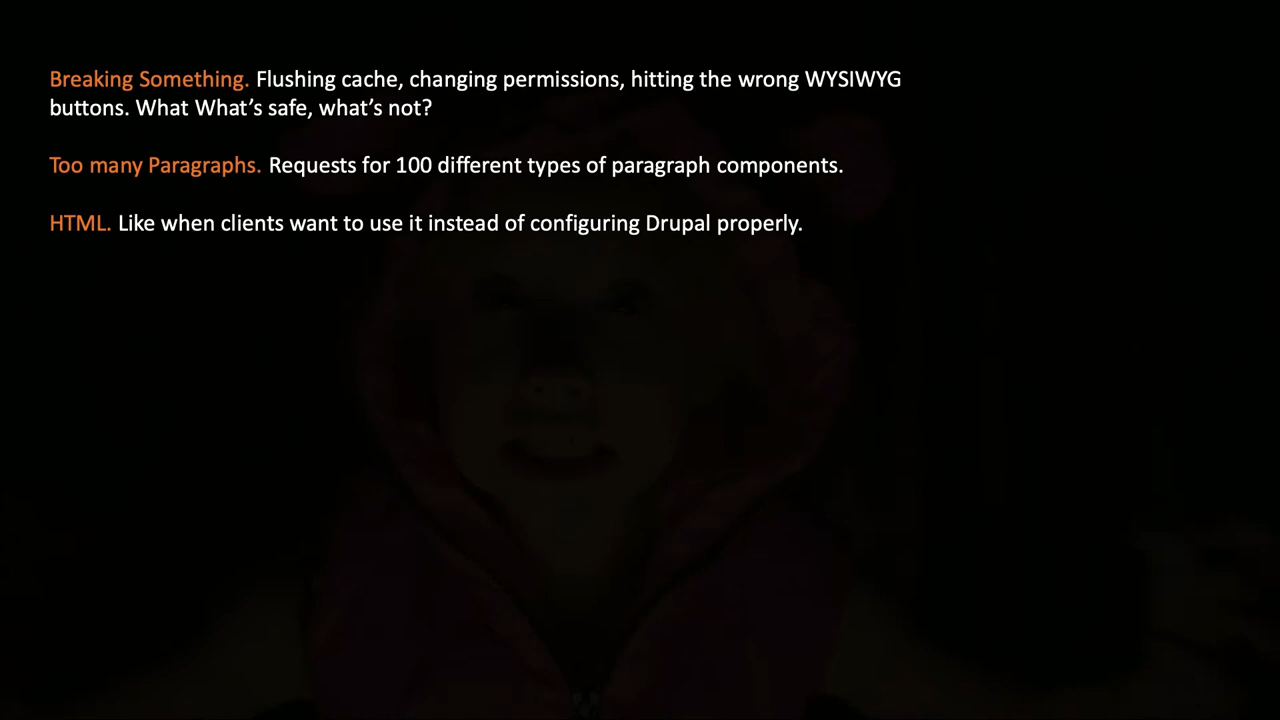 Breaking Something. Flushing cache, changing permissions, hitting the wrong WYSIWYG
buttons. What What’s safe, what’s not?
Too many Paragraphs. Requests for 100 different types of paragraph components.
HTML. Like when clients want to use it instead of configuring Drupal properly.